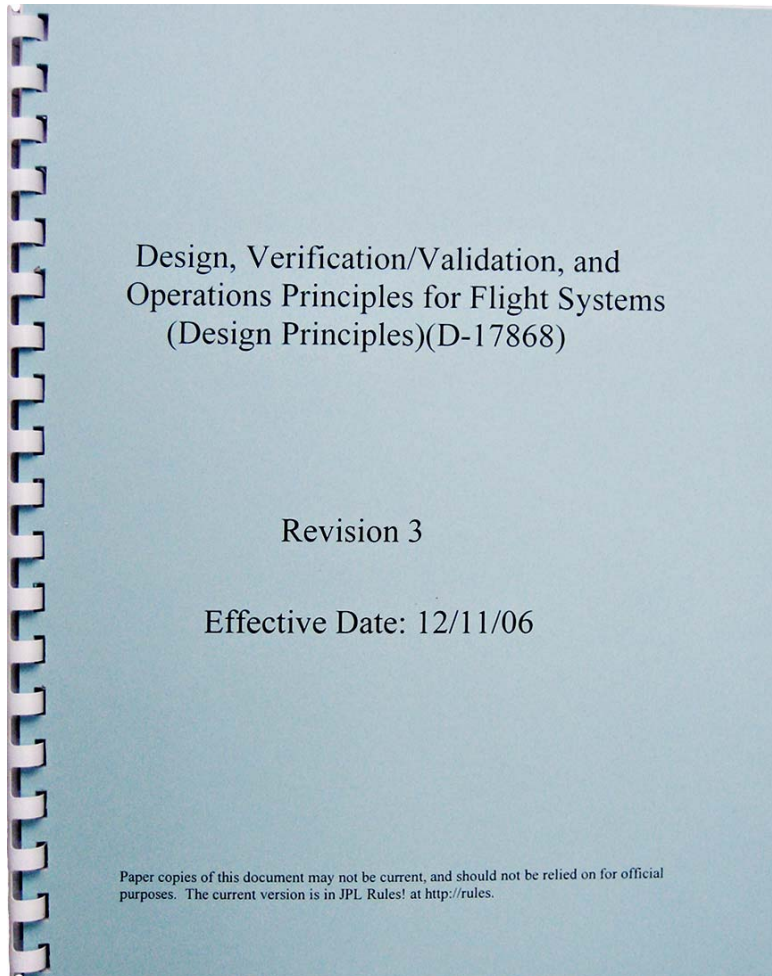 Design, Verification/Validation, and
Operations Principles for Flight Systems
(Design Principles)(D-17868)
Revision 3
Effective Date: 12/11/06
Paper copies of this document may not be current, and should not be relied on for official
purposes. The current version is in JPL Rules! at http://rules.